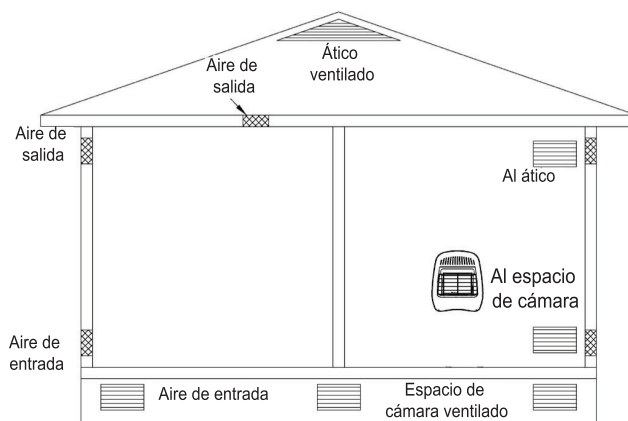 Ático
ventilado
Aire de
salida
Aire de
salida
Al ático
Al espacio
de cámara
Aire de
entrada
Aire de entrada
Espacio de
cámara ventilado